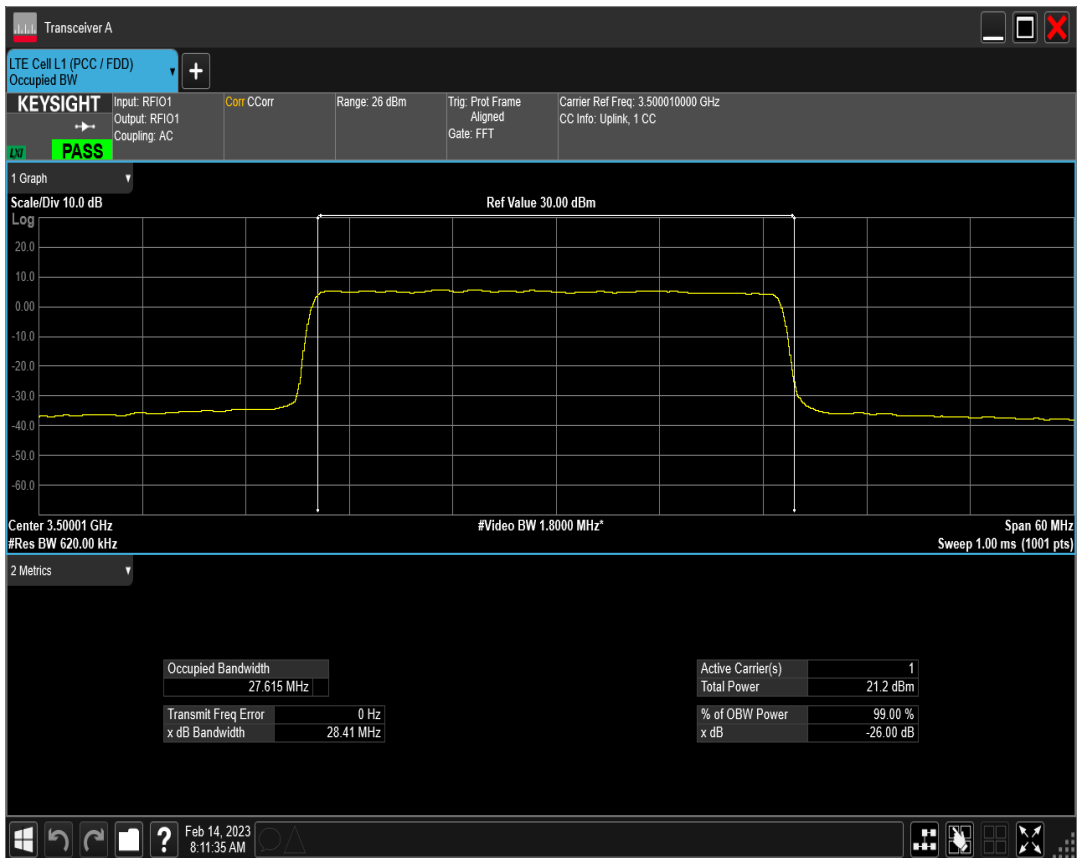 Transceiver A
LTE Cell L1 (PCC / FDD)
Occupied BW
+
KEYSIGHT
LXI
PASS
Input: RFIO1
Output: RFIO1
Coupling: AC
Corr CCorr
Range: 26 dBm
Trig: Prot Frame
Aligned
Gate: FFT
Carrier Ref Freq: 3.500010000 GHz
CC Info: Uplink, 1 CC
1 Graph
Scale/Div 10.0 dB
Ref Value 30.00 dBm
Log
20.0
10.0
0.00
-10.0
-20.0
-30.0
-40.0
-50.0
-60.0
Center 3.50001 GHz
#Video BW 1.8000 MHz*
Span 60 MHz
#Res BW 620.00 kHz
Sweep 1.00 ms (1001 pts)
2 Metrics
Occupied Bandwidth
27.615 MHz
Transmit Freq Error 0 Hz
x dB Bandwidth 28.41 MHz
Active Carrier(s) 1
Total Power 21.2 dBm
% of OBW Power 99.00 %
x dB -26.00 dB
?
Feb 14, 2023
8:11:35 AM